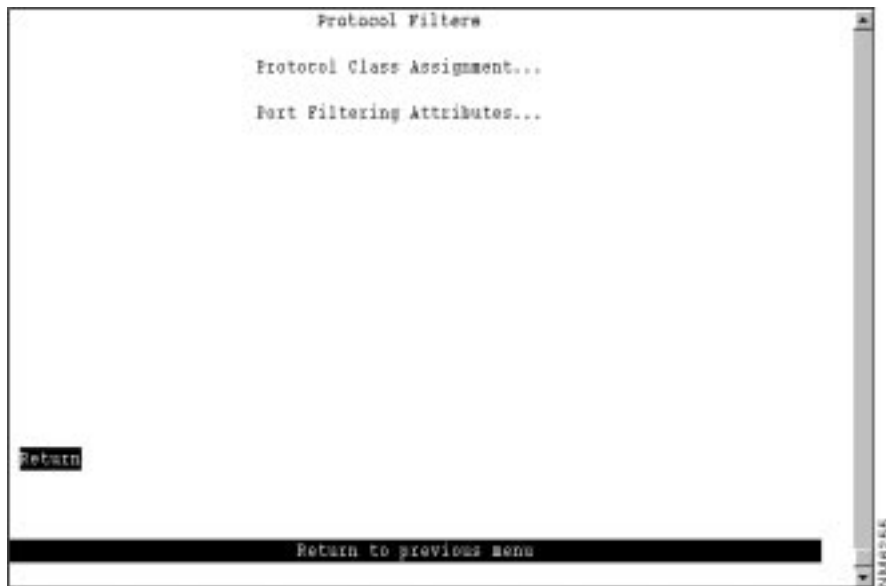 Protocol Filters
Protocol Class Assignment...
Port Filtering Attributes...
Return
Return to previous menu